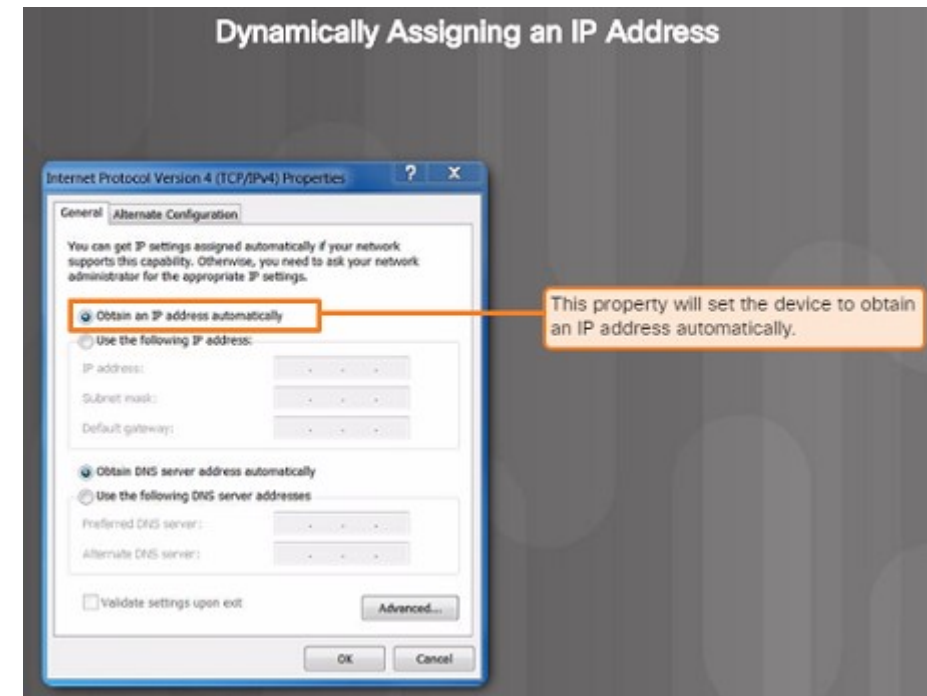 Dynamically Assigning an IP Address
Internet Protocol Version 4 (TCP/IPv4) Properties
? X
General
Alternate Configuration
You can get IP settings assigned automatically if your network
supports this capability. Otherwise, you need to ask your network
administrator for the appropriate IP settings.
Obtain an IP address automatically
Use the following IP address:
IP address:
Subnet mask:
Default gateway:
Obtain DNS server address automatically
Use the following DNS server addresses
Preferred DNS server:
Alternate DNS server:
Validate settings upon exit
Advanced...
OK
Cancel
This property will set the device to obtain
an IP address automatically.